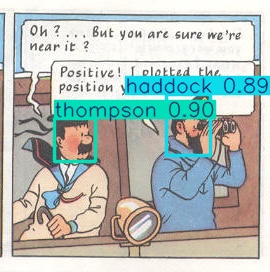 Oh? ... But you are sure we're
near it?
Positive! I plotted the
position
haddock 0.89
thompson 0.90